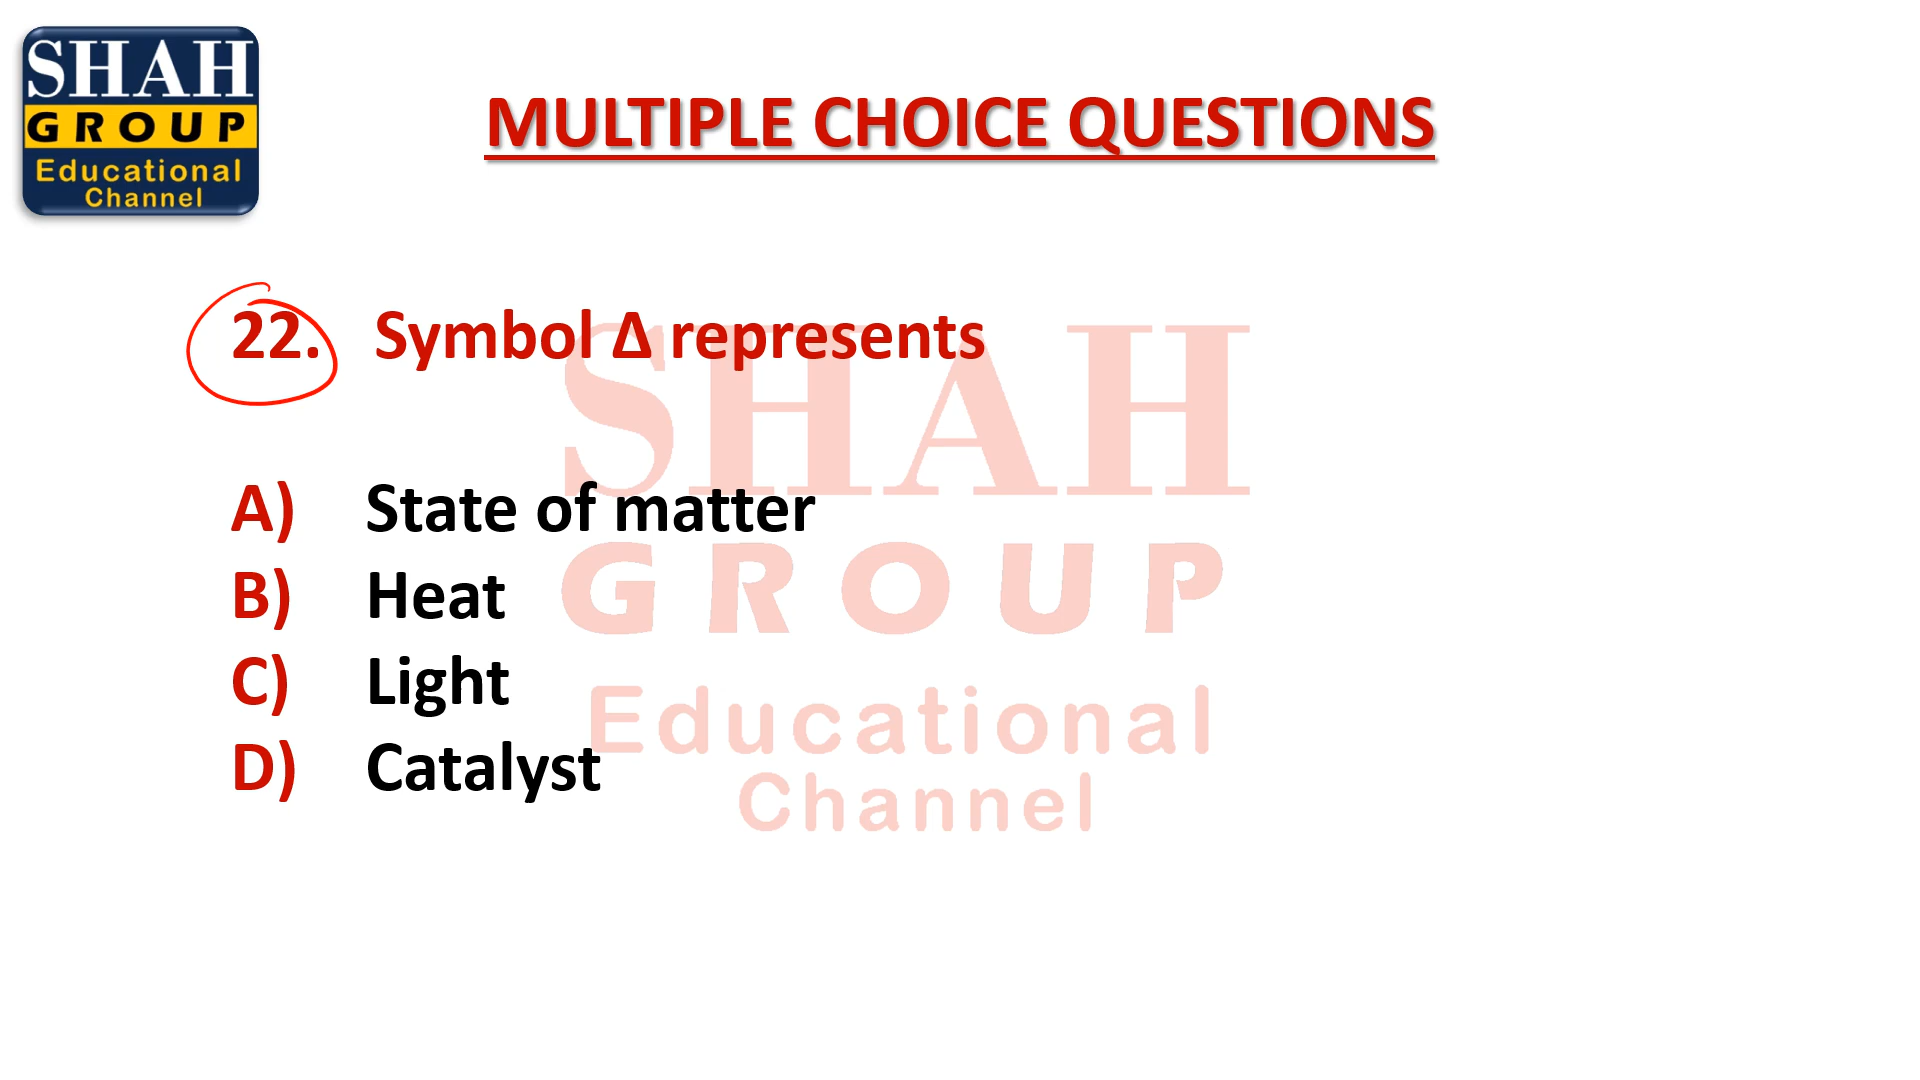 SHAH
GROUP
Educational
Channel
MULTIPLE CHOICE QUESTIONS
22. Symbol Δ represents
A) State of matter
B) Heat
C) Light
D) Catalyst
SHAH
GROUP
Educational
Channel